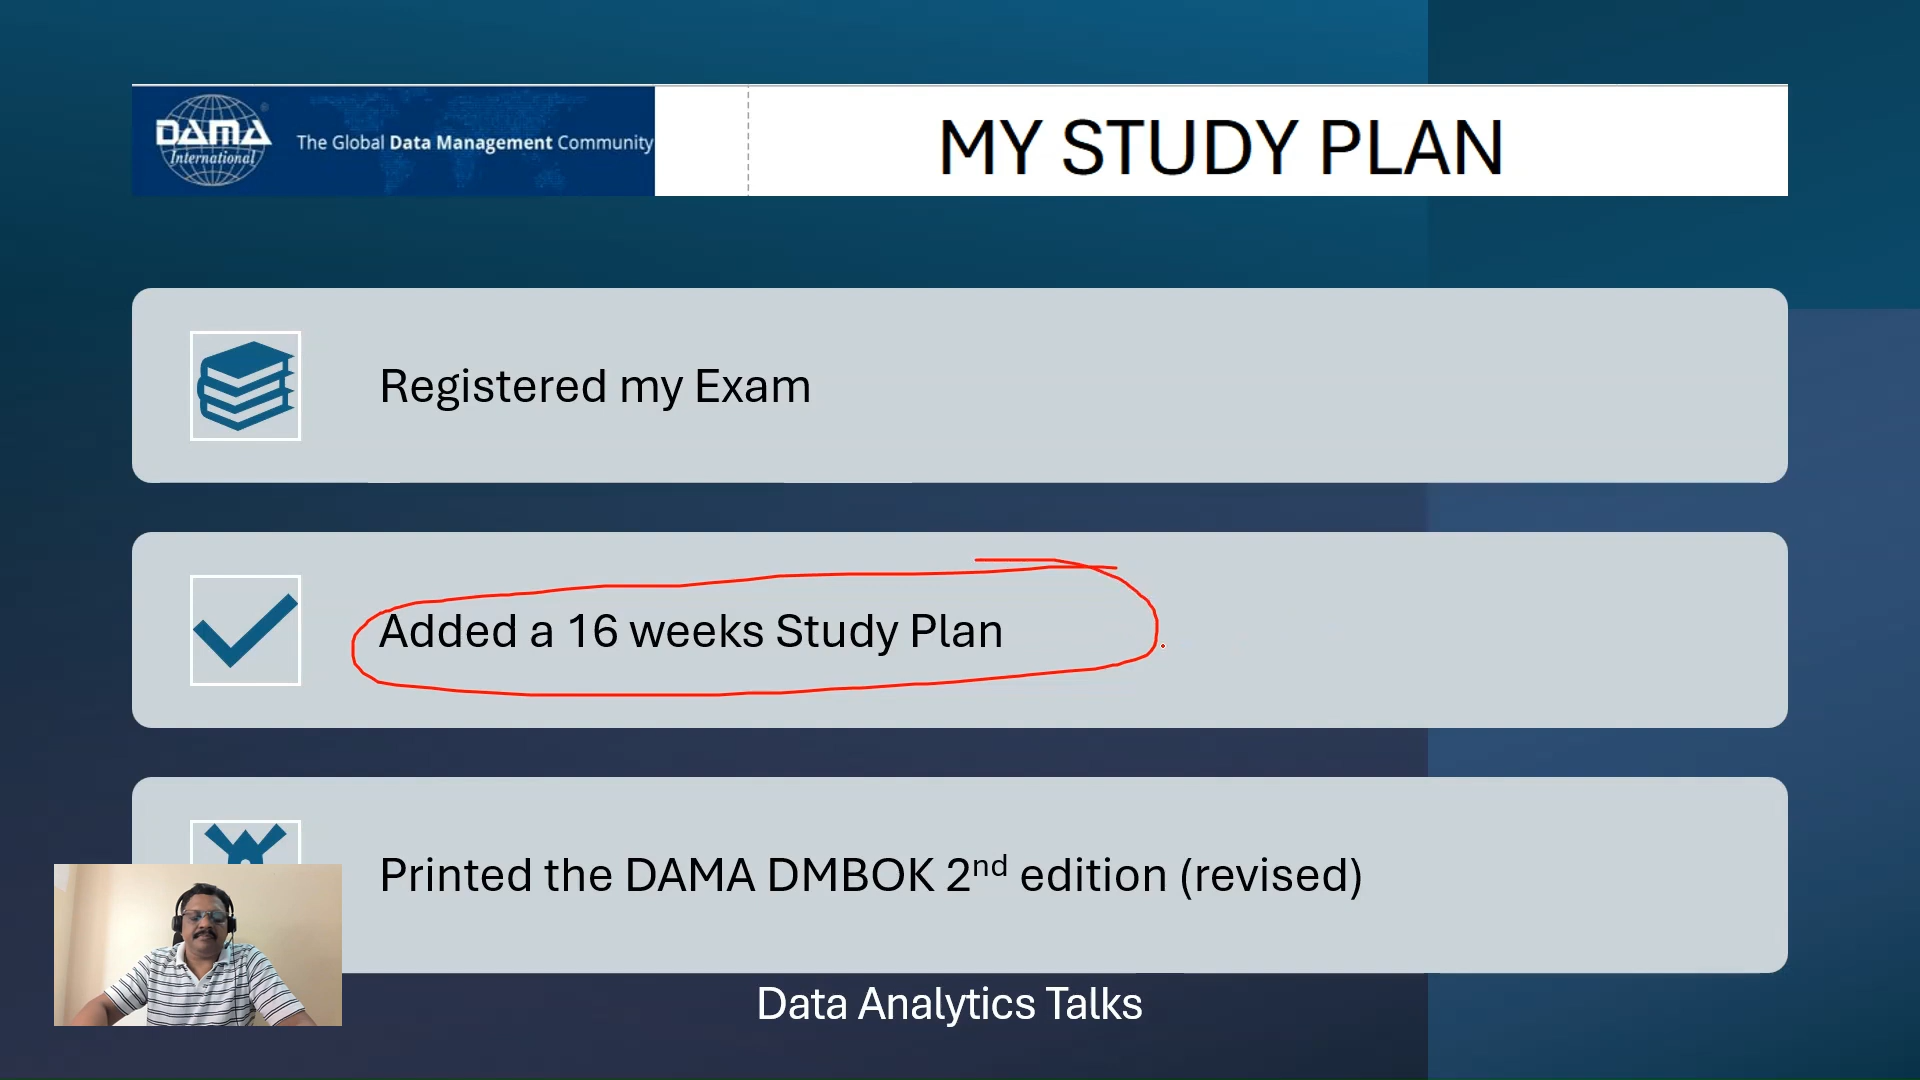 DAMA
International
®
The Global Data Management Community
MY STUDY PLAN
Registered my Exam
Added a 16 weeks Study Plan
Printed the DAMA DMBOK 2nd edition (revised)
Data Analytics Talks